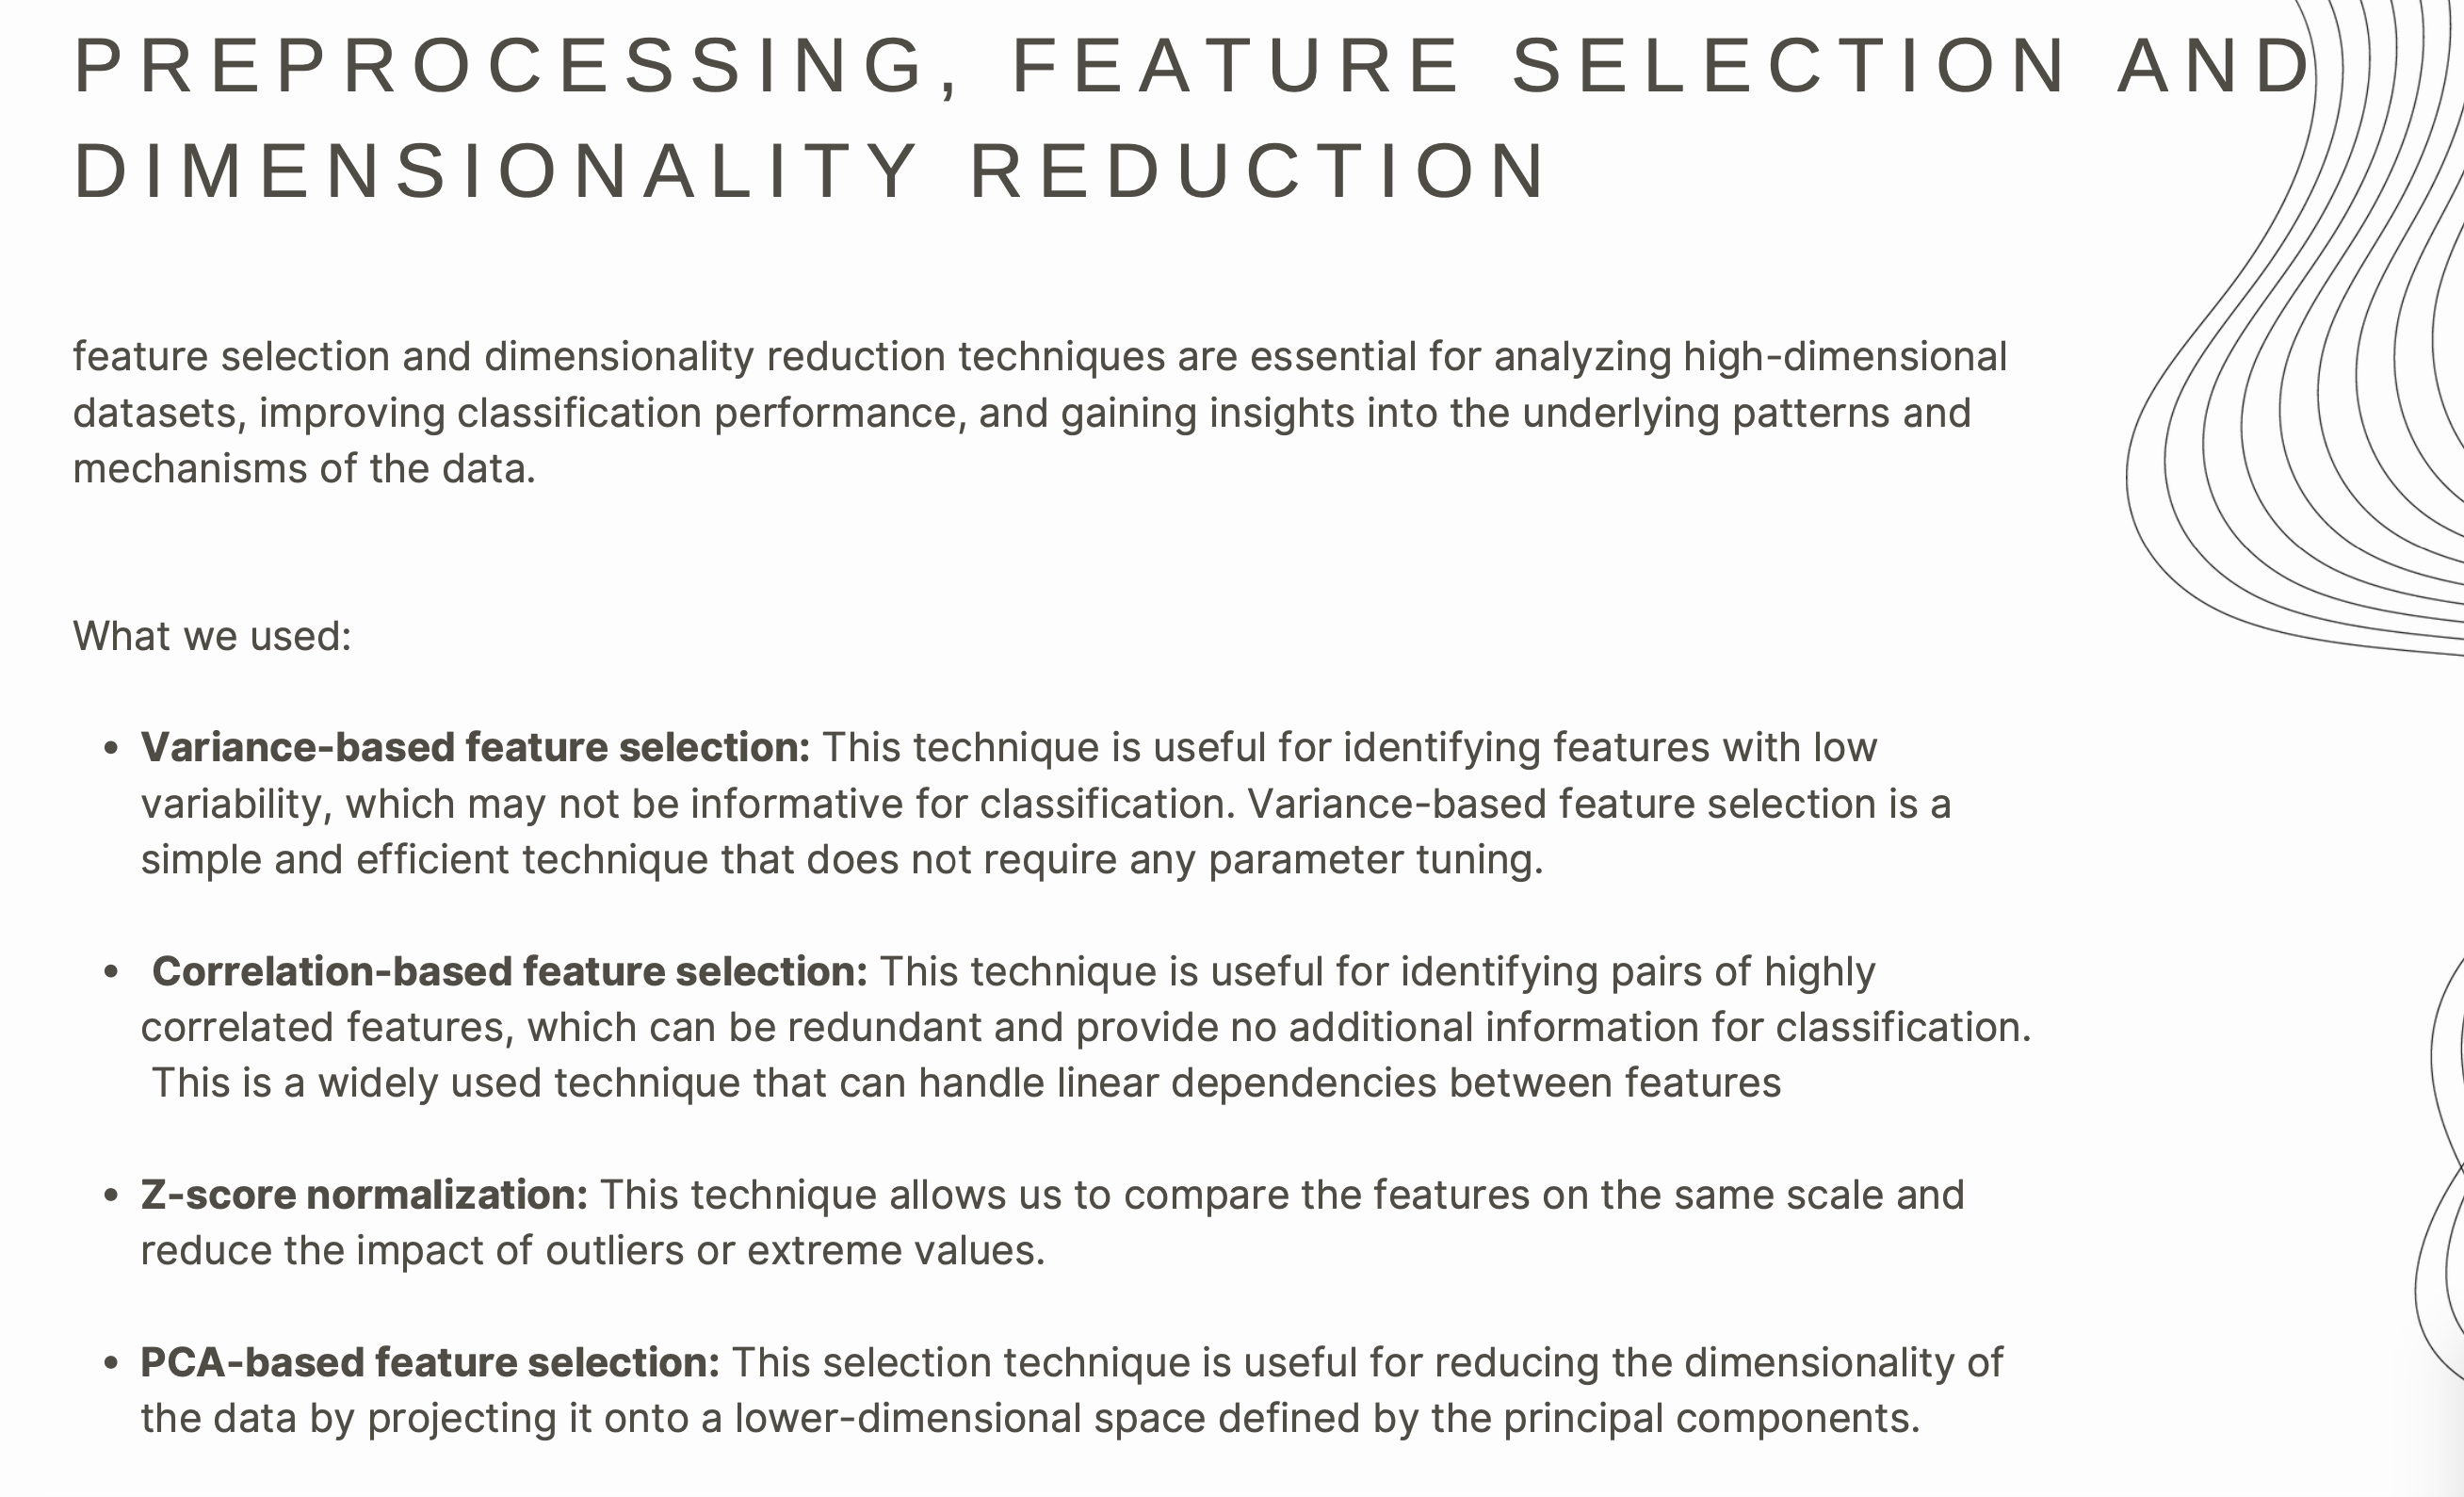 PREPROCESSING, FEATURE SELECTION AND
DIMENSIONALITY REDUCTION
feature selection and dimensionality reduction techniques are essential for analyzing high-dimensional
datasets, improving classification performance, and gaining insights into the underlying patterns and
mechanisms of the data.
What we used:
• Variance-based feature selection: This technique is useful for identifying features with low
variability, which may not be informative for classification. Variance-based feature selection is a
simple and efficient technique that does not require any parameter tuning.
• Correlation-based feature selection: This technique is useful for identifying pairs of highly
correlated features, which can be redundant and provide no additional information for classification.
This is a widely used technique that can handle linear dependencies between features
• Z-score normalization: This technique allows us to compare the features on the same scale and
reduce the impact of outliers or extreme values.
• PCA-based feature selection: This selection technique is useful for reducing the dimensionality of
the data by projecting it onto a lower-dimensional space defined by the principal components.